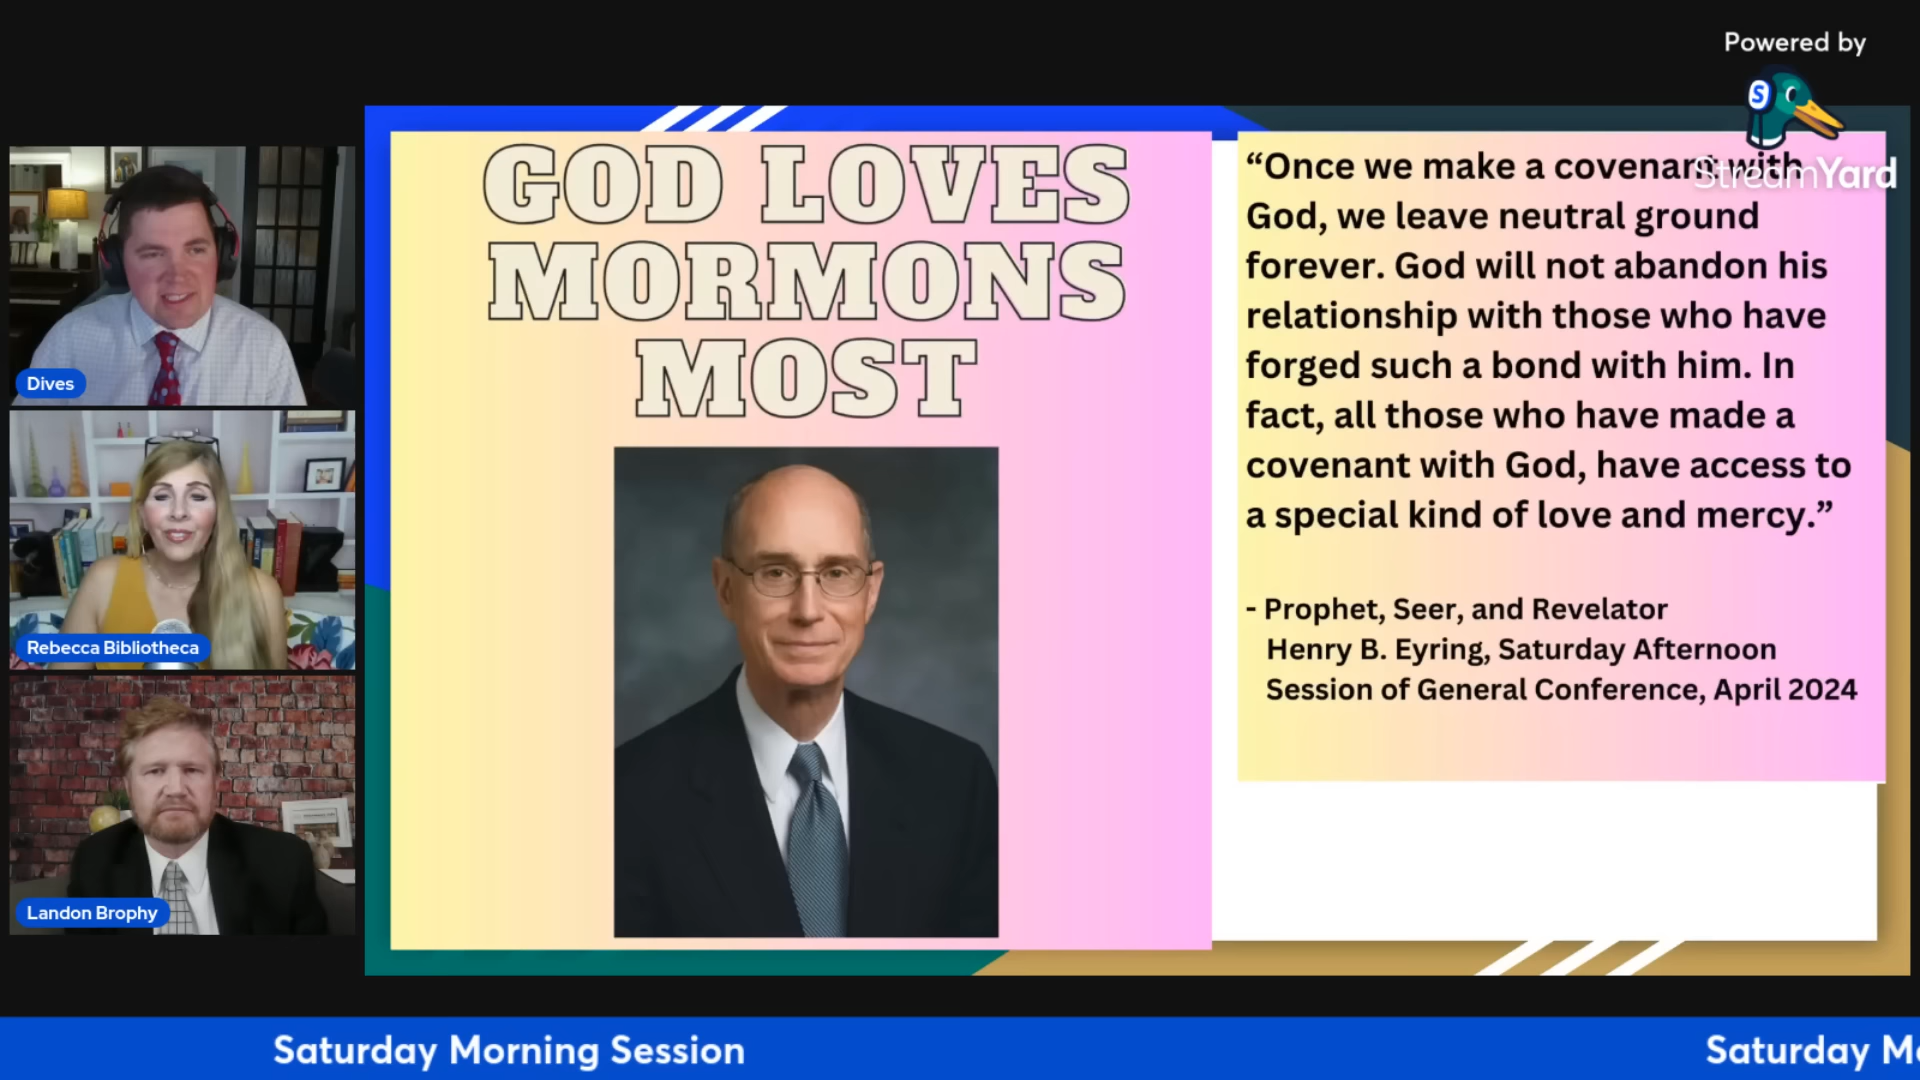 Powered by
StreamYard
GOD LOVES
MORMONS
MOST
“Once we make a covenant with
God, we leave neutral ground
forever. God will not abandon his
relationship with those who have
forged such a bond with him. In
fact, all those who have made a
covenant with God, have access to
a special kind of love and mercy.”
- Prophet, Seer, and Revelator
Henry B. Eyring, Saturday Afternoon
Session of General Conference, April 2024
Dives
Rebecca Bibliotheca
Landon Brophy
Saturday Morning Session
Saturday